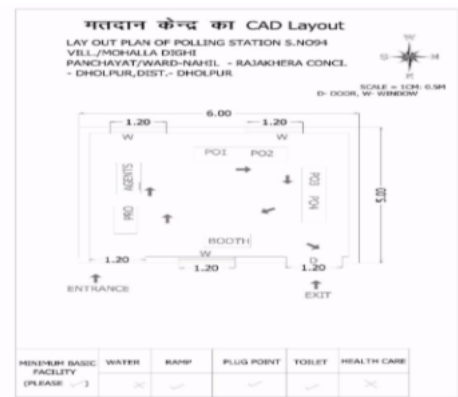 मतदान केन्द्र का CAD Layout
LAY OUT PLAN OF POLLING STATION S.NO94
VILL./MOHALLA DIGHI
PANCHAYAT/WARD-NAHIL - RAJAKHERA CONCI.
- DHOLPUR,DIST.- DHOLPUR
N
S
SCALE = 1CM: 0.5M
D- DOOR, W- WINDOW
6.00
1.20 1.20
W W
PO1 PO2
AGENTS
PO3
PRO
PO4
5.00
BOOTH
W
D
1.20 1.20 1.20
ENTRANCE
EXIT
MINIMUM BASIC FACILITY WATER RAMP PLUG POINT TOILET HEALTH CARE
(PLEASE ✓) × ✓ ✓ ✓ ×